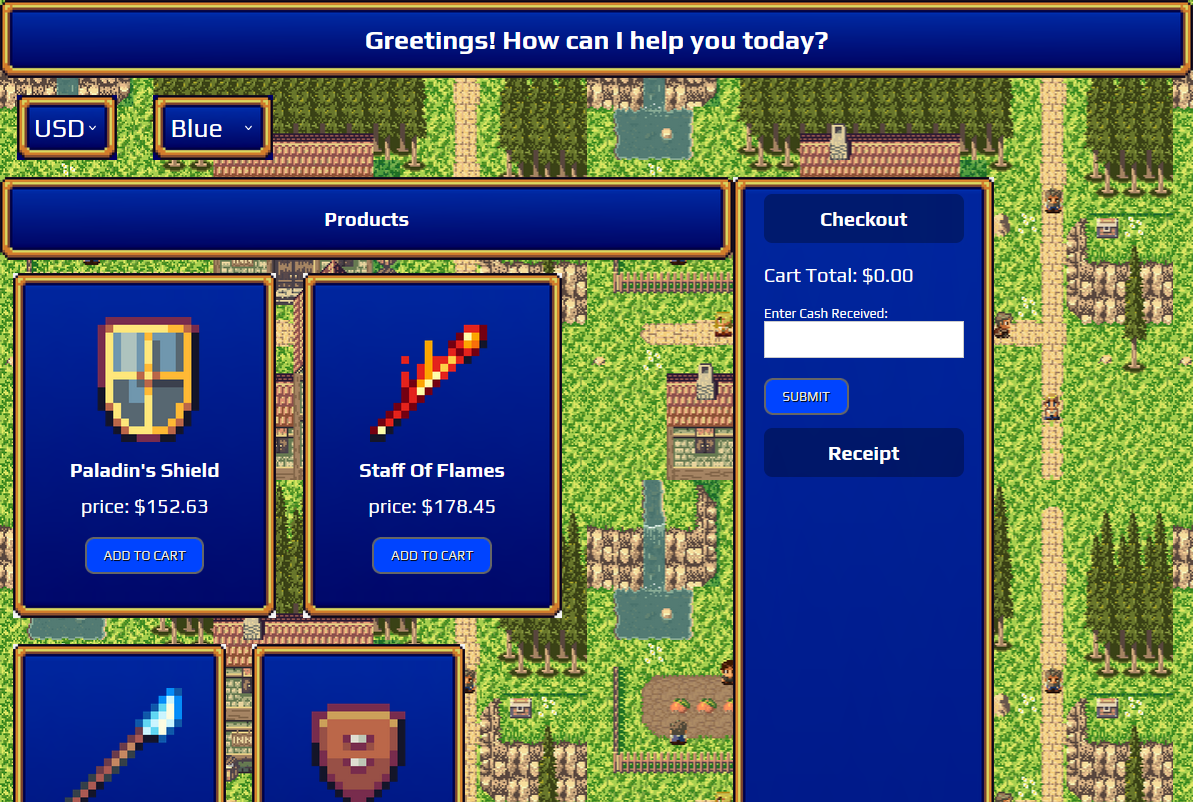 Greetings! How can I help you today?
USD
Blue
Products
Paladin's Shield
price: $152.63
ADD TO CART
Staff Of Flames
price: $178.45
ADD TO CART
Checkout
Cart Total: $0.00
Enter Cash Received:
SUBMIT
Receipt